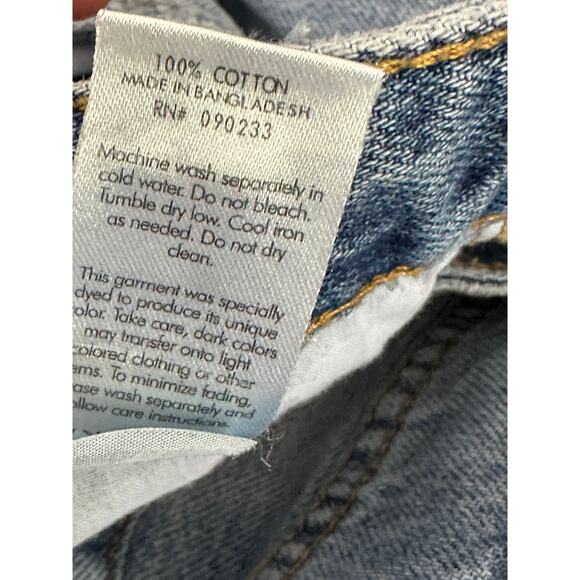 100% COTTON
MADE IN BANGLADESH
RN# 090233
Machine wash separately in
cold water. Do not bleach.
Tumble dry low. Cool iron
as needed. Do not dry
clean.
This garment was specially
dyed to produce its unique
color. Take care, dark colors
may transfer onto light
colored clothing or other
ems. To minimize fading,
ase wash separately and
ollow care instructions.